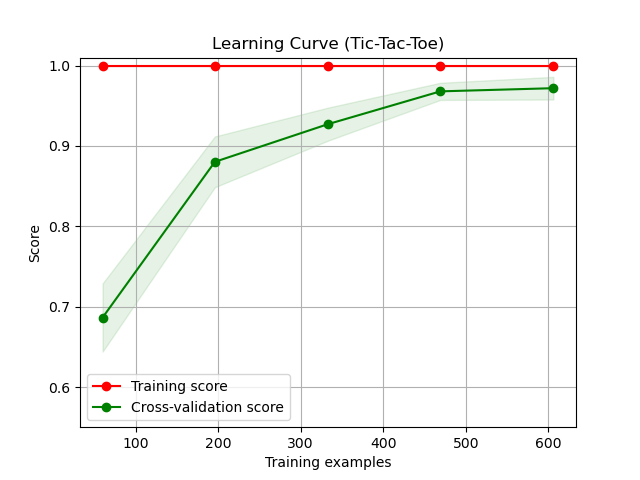 Learning Curve (Tic-Tac-Toe)
1.0
0.9
0.8
0.7
0.6
Score
Training score
Cross-validation score
100 200 300 400 500 600
Training examples